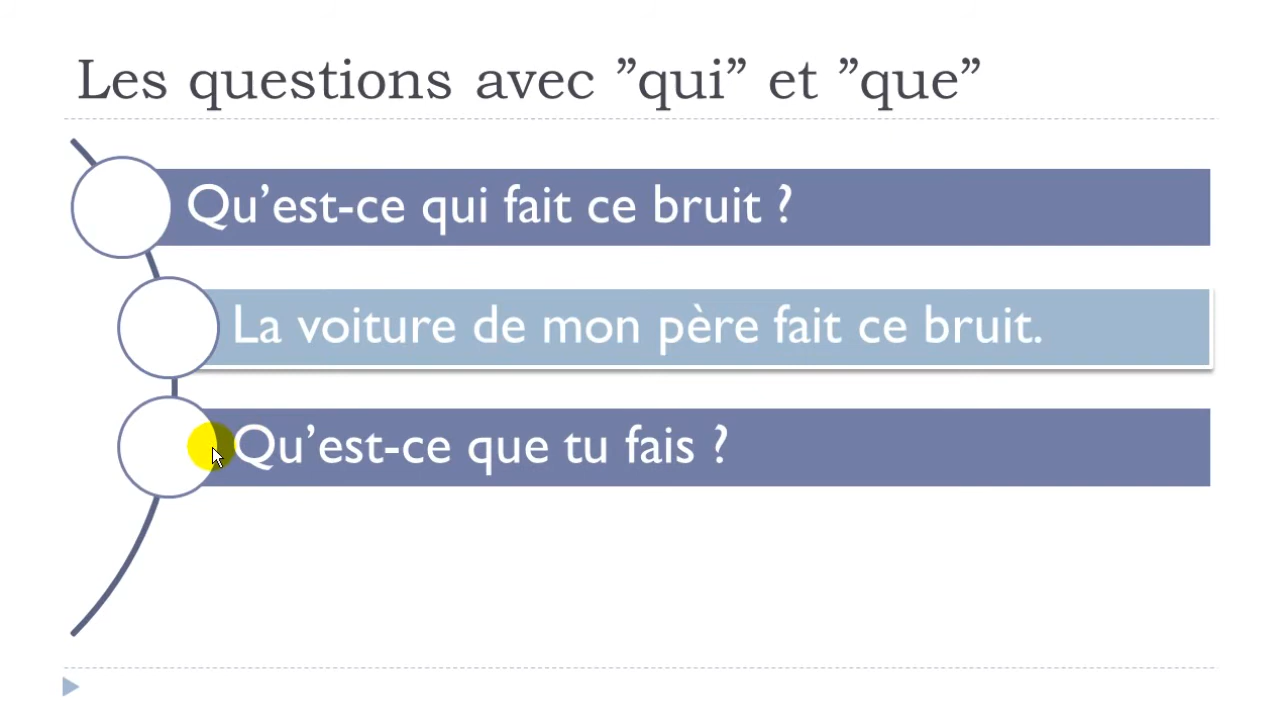 Les questions avec ”qui” et ”que”
Qu’est-ce qui fait ce bruit ?
La voiture de mon père fait ce bruit.
Qu’est-ce que tu fais ?